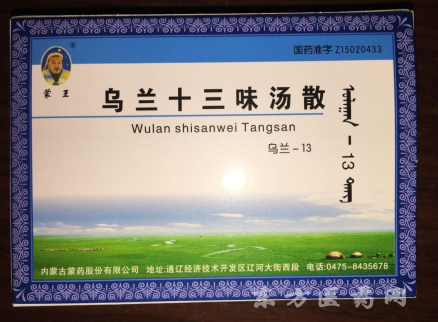 国药准字 Z15020433
蒙王
乌兰十三味汤散
Wulan shisanwei Tangsan
乌兰-13
-13
内蒙古蒙药股份有限公司 地址:通辽经济技术开发区辽河大街西段 电话:0475-8435678
东方医药网